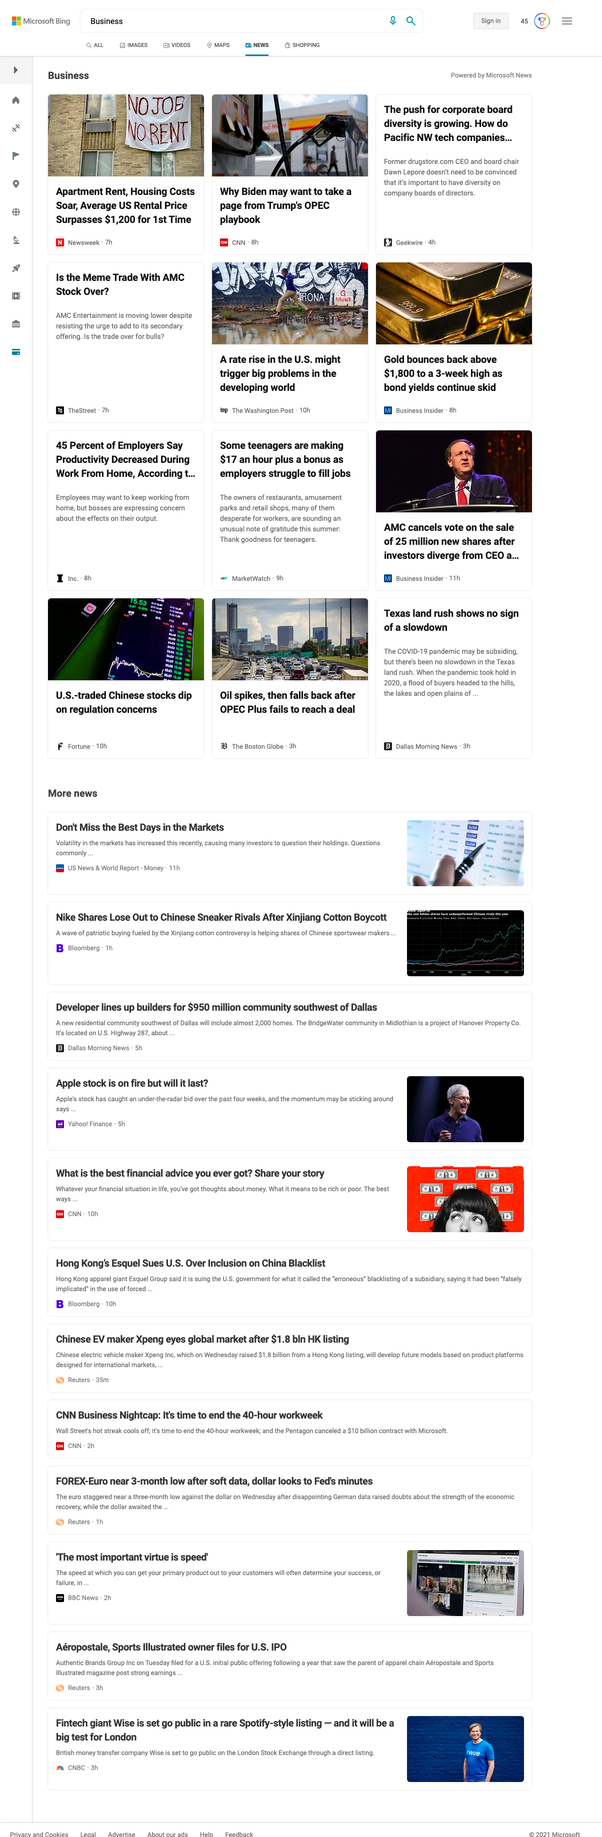 Microsoft Bing
Business
Sign in
45
ALL
IMAGES
VIDEOS
MAPS
NEWS
SHOPPING
Business
Powered by Microsoft News
NO JOB
NO RENT
Apartment Rent, Housing Costs
Soar, Average US Rental Price
Surpasses $1,200 for 1st Time
Newsweek · 7h
Why Biden may want to take a
page from Trump's OPEC
playbook
CNN · 8h
The push for corporate board
diversity is growing. How do
Pacific NW tech companies...
Former drugstore.com CEO and board chair
Dawn Lepore doesn't need to be convinced
that it's important to have diversity on
company boards of directors.
Geekwire · 4h
Is the Meme Trade With AMC
Stock Over?
AMC Entertainment is moving lower despite
resisting the urge to add to its secondary
offering. Is the trade over for bulls?
TheStreet · 7h
A rate rise in the U.S. might
trigger big problems in the
developing world
The Washington Post · 10h
Gold bounces back above
$1,800 to a 3-week high as
bond yields continue skid
Business Insider · 8h
45 Percent of Employers Say
Productivity Decreased During
Work From Home, According t...
Employees may want to keep working from
home, but bosses are expressing concern
about the effects on their output.
Inc. · 8h
Some teenagers are making
$17 an hour plus a bonus as
employers struggle to fill jobs
The owners of restaurants, amusement
parks and retail shops, many of them
desperate for workers, are sounding an
unusual note of gratitude this summer:
Thank goodness for teenagers.
MarketWatch · 9h
AMC cancels vote on the sale
of 25 million new shares after
investors diverge from CEO a...
Business Insider · 11h
U.S.-traded Chinese stocks dip
on regulation concerns
Fortune · 10h
Oil spikes, then falls back after
OPEC Plus fails to reach a deal
The Boston Globe · 3h
Texas land rush shows no sign
of a slowdown
The COVID-19 pandemic may be subsiding,
but there's been no slowdown in the Texas
land rush. When the pandemic took hold in
2020, a flood of buyers headed to the hills,
the lakes and open plains of ...
Dallas Morning News · 3h
More news
Don't Miss the Best Days in the Markets
Volatility in the markets has increased this recently, causing many investors to question their holdings. Questions
commonly ...
US News & World Report - Money · 11h
Nike Shares Lose Out to Chinese Sneaker Rivals After Xinjiang Cotton Boycott
A wave of patriotic buying fueled by the Xinjiang cotton controversy is helping shares of Chinese sportswear makers ...
Bloomberg · 1h
Developer lines up builders for $950 million community southwest of Dallas
A new residential community southwest of Dallas will include almost 2,000 homes. The BridgeWater community in Midlothian is a project of Hanover Property Co.
It's located on U.S. Highway 287, about ...
Dallas Morning News · 5h
Apple stock is on fire but will it last?
Apple's stock has caught an under-the-radar bid over the past four weeks, and the momentum may be sticking around
says ...
Yahoo! Finance · 5h
What is the best financial advice you ever got? Share your story
Whatever your financial situation in life, you've got thoughts about money. What it means to be rich or poor. The best
ways ...
CNN · 10h
Hong Kong's Esquel Sues U.S. Over Inclusion on China Blacklist
Hong Kong apparel giant Esquel Group said it is suing the U.S. government for what it called the "erroneous" blacklisting of a subsidiary, saying it had been "falsely
implicated" in the use of forced ...
Bloomberg · 10h
Chinese EV maker Xpeng eyes global market after $1.8 bln HK listing
Chinese electric vehicle maker Xpeng Inc, which on Wednesday raised $1.8 billion from a Hong Kong listing, will develop future models based on product platforms
designed for international markets, ...
Reuters · 35m
CNN Business Nightcap: It's time to end the 40-hour workweek
Wall Street's hot streak cools off; it's time to end the 40-hour workweek; and the Pentagon canceled a $10 billion contract with Microsoft.
CNN · 2h
FOREX-Euro near 3-month low after soft data, dollar looks to Fed's minutes
The euro staggered near a three-month low against the dollar on Wednesday after disappointing German data raised doubts about the strength of the economic
recovery, while the dollar awaited the ...
Reuters · 1h
'The most important virtue is speed'
The speed at which you can get your primary product out to your customers will often determine your success, or
failure, in ...
BBC News · 2h
Aéropostale, Sports Illustrated owner files for U.S. IPO
Authentic Brands Group Inc on Tuesday filed for a U.S. initial public offering following a year that saw the parent of apparel chain Aéropostale and Sports
Illustrated magazine post strong earnings ...
Reuters · 3h
Fintech giant Wise is set go public in a rare Spotify-style listing — and it will be a
big test for London
British money transfer company Wise is set to go public on the London Stock Exchange through a direct listing.
CNBC · 3h
Privacy and Cookies
Legal
Advertise
About our ads
Help
Feedback
© 2021 Microsoft